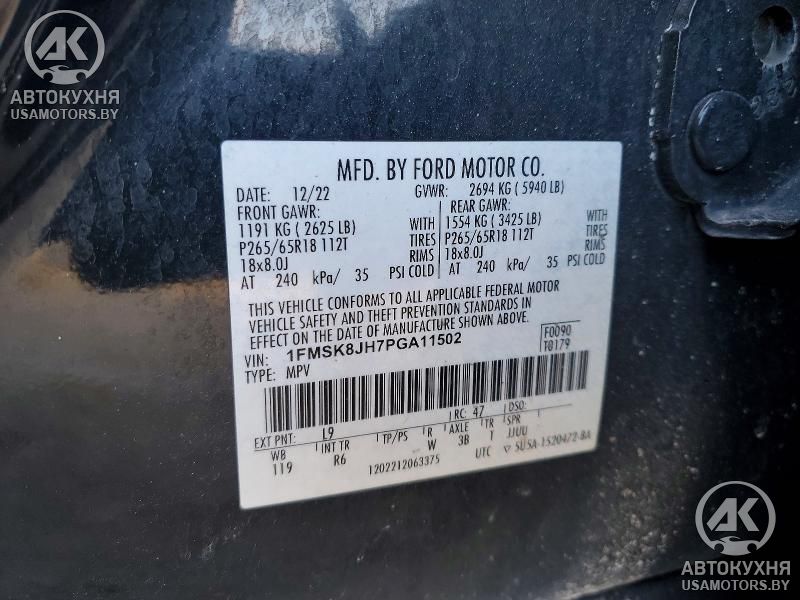 AK
АВТОКУХНЯ
USAMOTORS.BY
MFD. BY FORD MOTOR CO.
DATE: 12/22 GVWR: 2694 KG ( 5940 LB)
FRONT GAWR: REAR GAWR:
1191 KG ( 2625 LB) WITH 1554 KG ( 3425 LB) WITH
P265/65R18 112T TIRES P265/65R18 112T TIRES
18x8.0J RIMS 18x8.0J RIMS
AT 240 kPa/ 35 PSI COLD AT 240 kPa/ 35 PSI COLD
THIS VEHICLE CONFORMS TO ALL APPLICABLE FEDERAL MOTOR
VEHICLE SAFETY AND THEFT PREVENTION STANDARDS IN
EFFECT ON THE DATE OF MANUFACTURE SHOWN ABOVE.
VIN: 1FMSK8JH7PGA11502 F0090
TYPE: MPV T0179
EXT PNT: L9 RC: 47 DSO:
WB INT TR TP/PS R AXLE TR SPR
119 R6 W 3B T JJUU
1202212063375 UTC ▽ 5U5A-1520472-BA
AK
АВТОКУХНЯ
USAMOTORS.BY